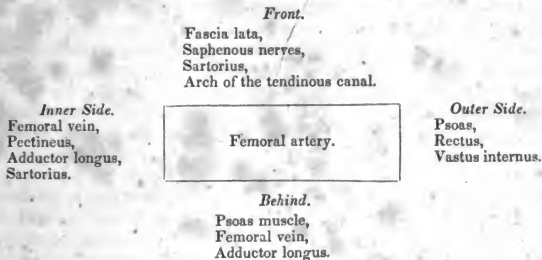 Front.
Fascia lata,
Saphenous nerves,
Sartorius,
Arch of the tendinous canal.
Inner Side.
Femoral vein,
Pectineus,
Adductor longus,
Sartorius.
Femoral artery.
Outer Side.
Psoas,
Rectus,
Vastus internus.
Behind.
Psoas muscle,
Femoral vein,
Adductor longus.